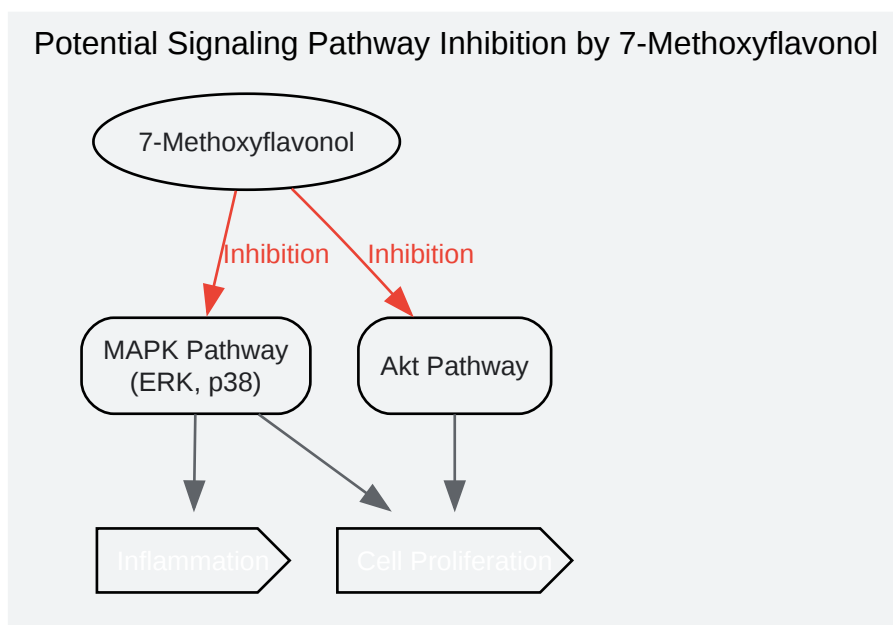 Potential Signaling Pathway Inhibition by 7-Methoxyflavonol
7-Methoxyflavonol
Inhibition
Inhibition
MAPK Pathway
(ERK, p38)
Akt Pathway
Inflammation
Cell Proliferation